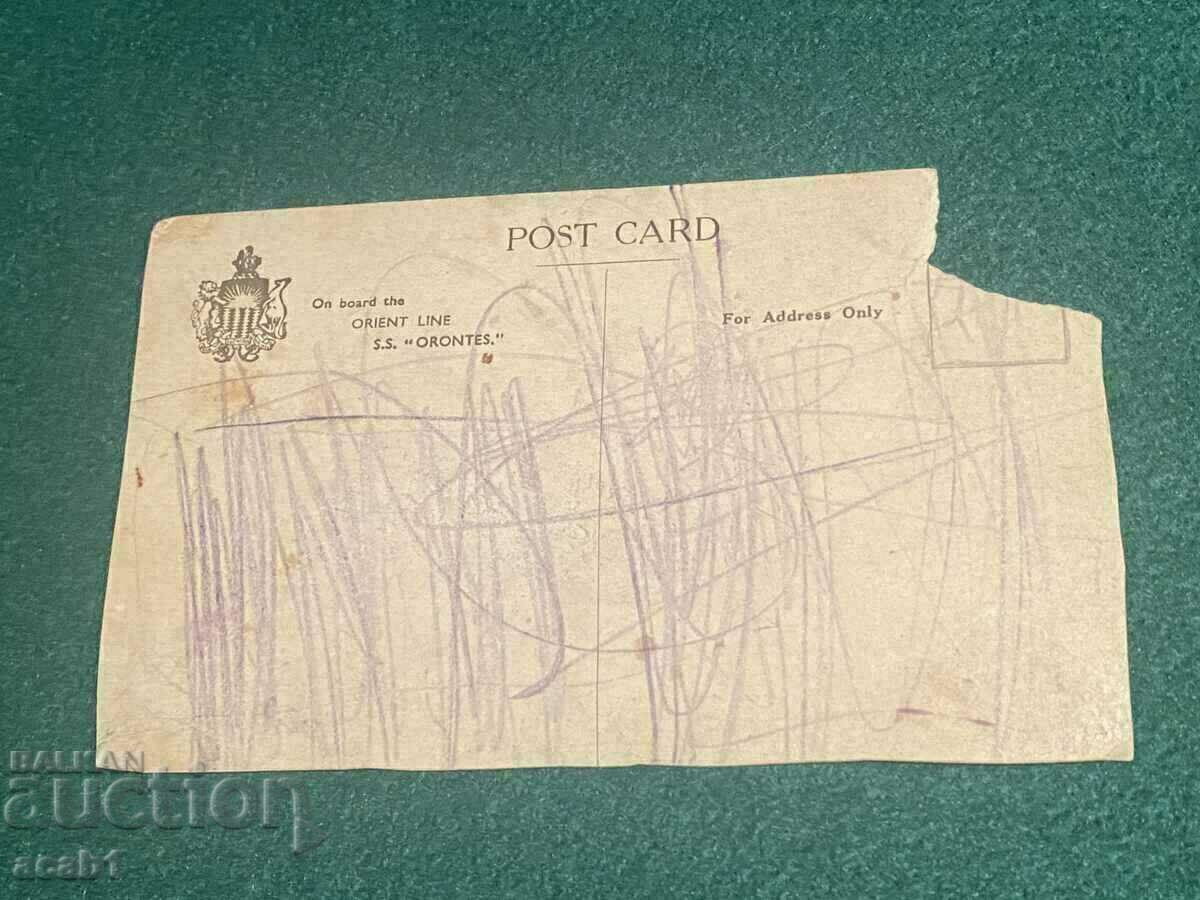 POST CARD
On board the
ORIENT LINE
S.S. "ORONTES."
For Address Only
BALKAN
auction
acab1